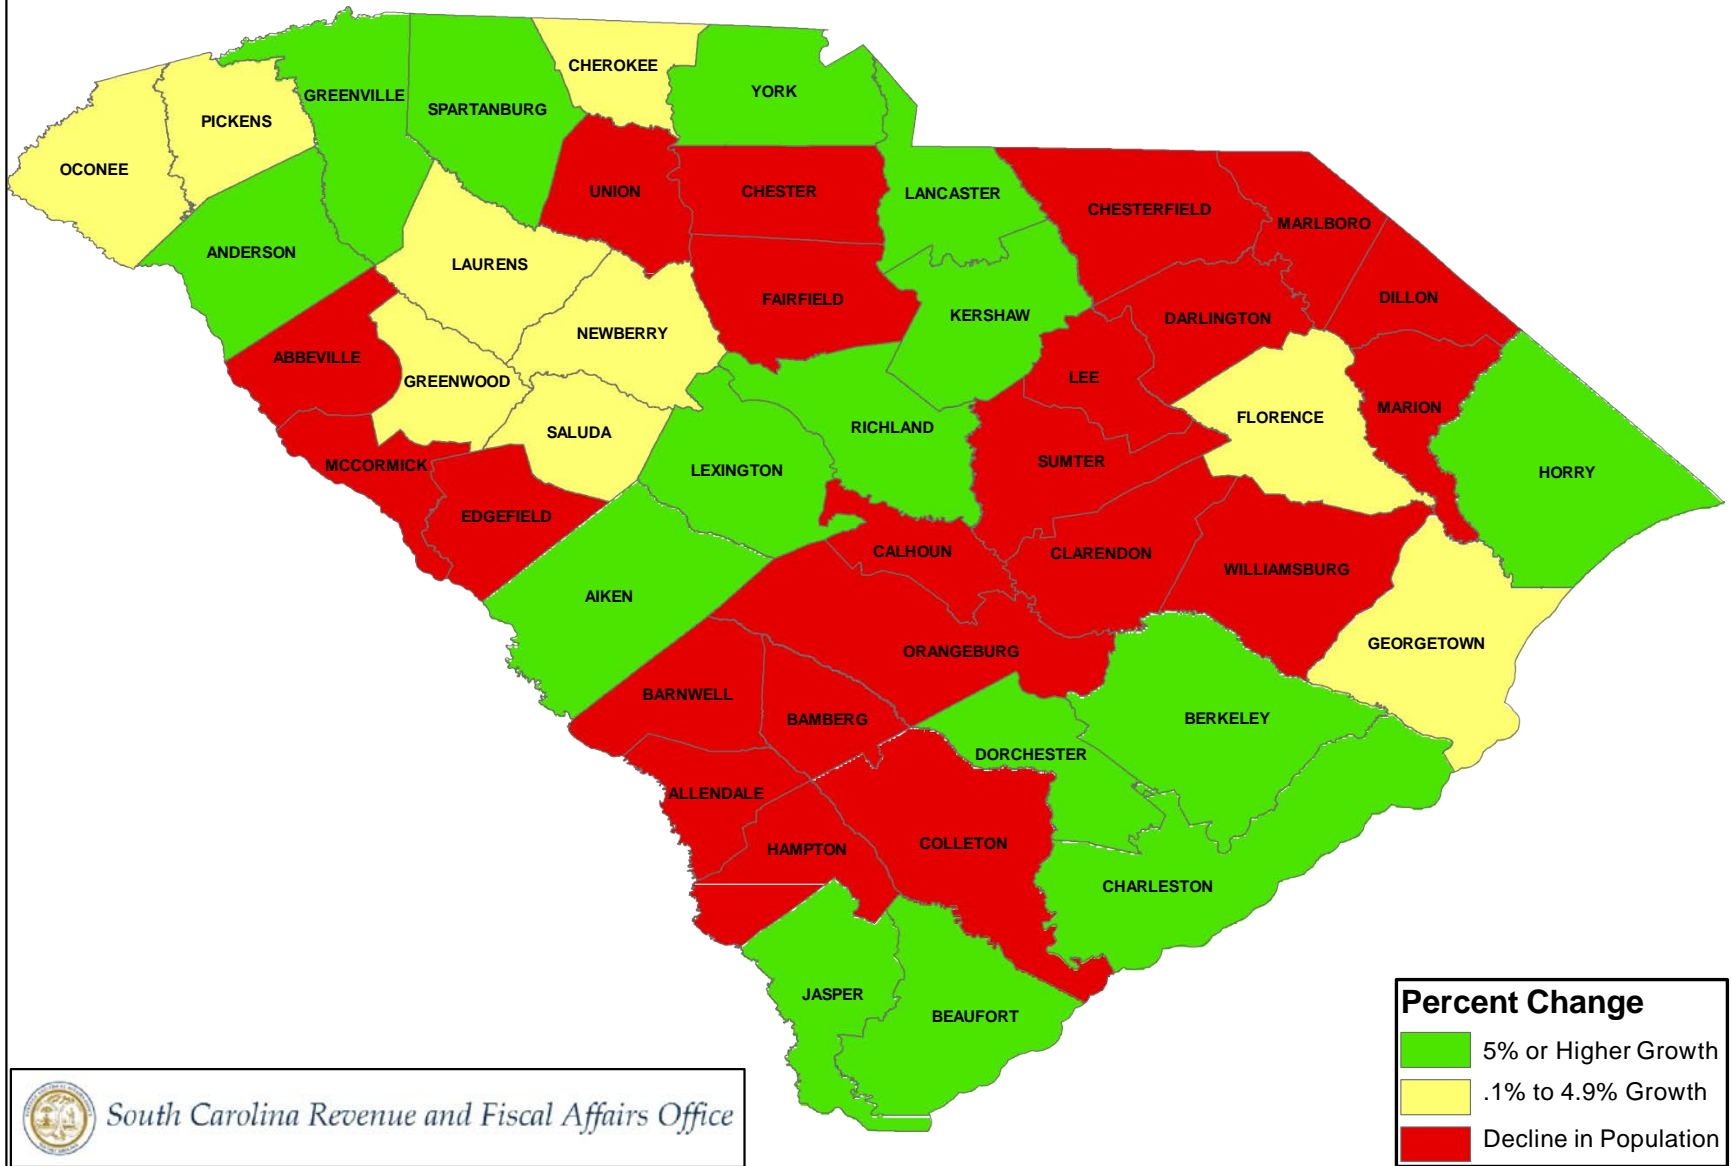 CHEROKEE
YORK
GREENVILLE
SPARTANBURG
PICKENS
OCONEE
UNION
CHESTER
LANCASTER
CHESTERFIELD
MARLBORO
ANDERSON
LAURENS
FAIRFIELD
DILLON
KERSHAW
DARLINGTON
NEWBERRY
ABBEVILLE
GREENWOOD
LEE
MARION
FLORENCE
RICHLAND
SALUDA
MCCORMICK
LEXINGTON
SUMTER
HORRY
EDGEFIELD
CALHOUN
CLARENDON
WILLIAMSBURG
AIKEN
GEORGETOWN
ORANGEBURG
BARNWELL
BAMBERG
BERKELEY
DORCHESTER
ALLENDALE
HAMPTON
COLLETON
CHARLESTON
JASPER
BEAUFORT
Percent Change
5% or Higher Growth
.1% to 4.9% Growth
Decline in Population
South Carolina Revenue and Fiscal Affairs Office